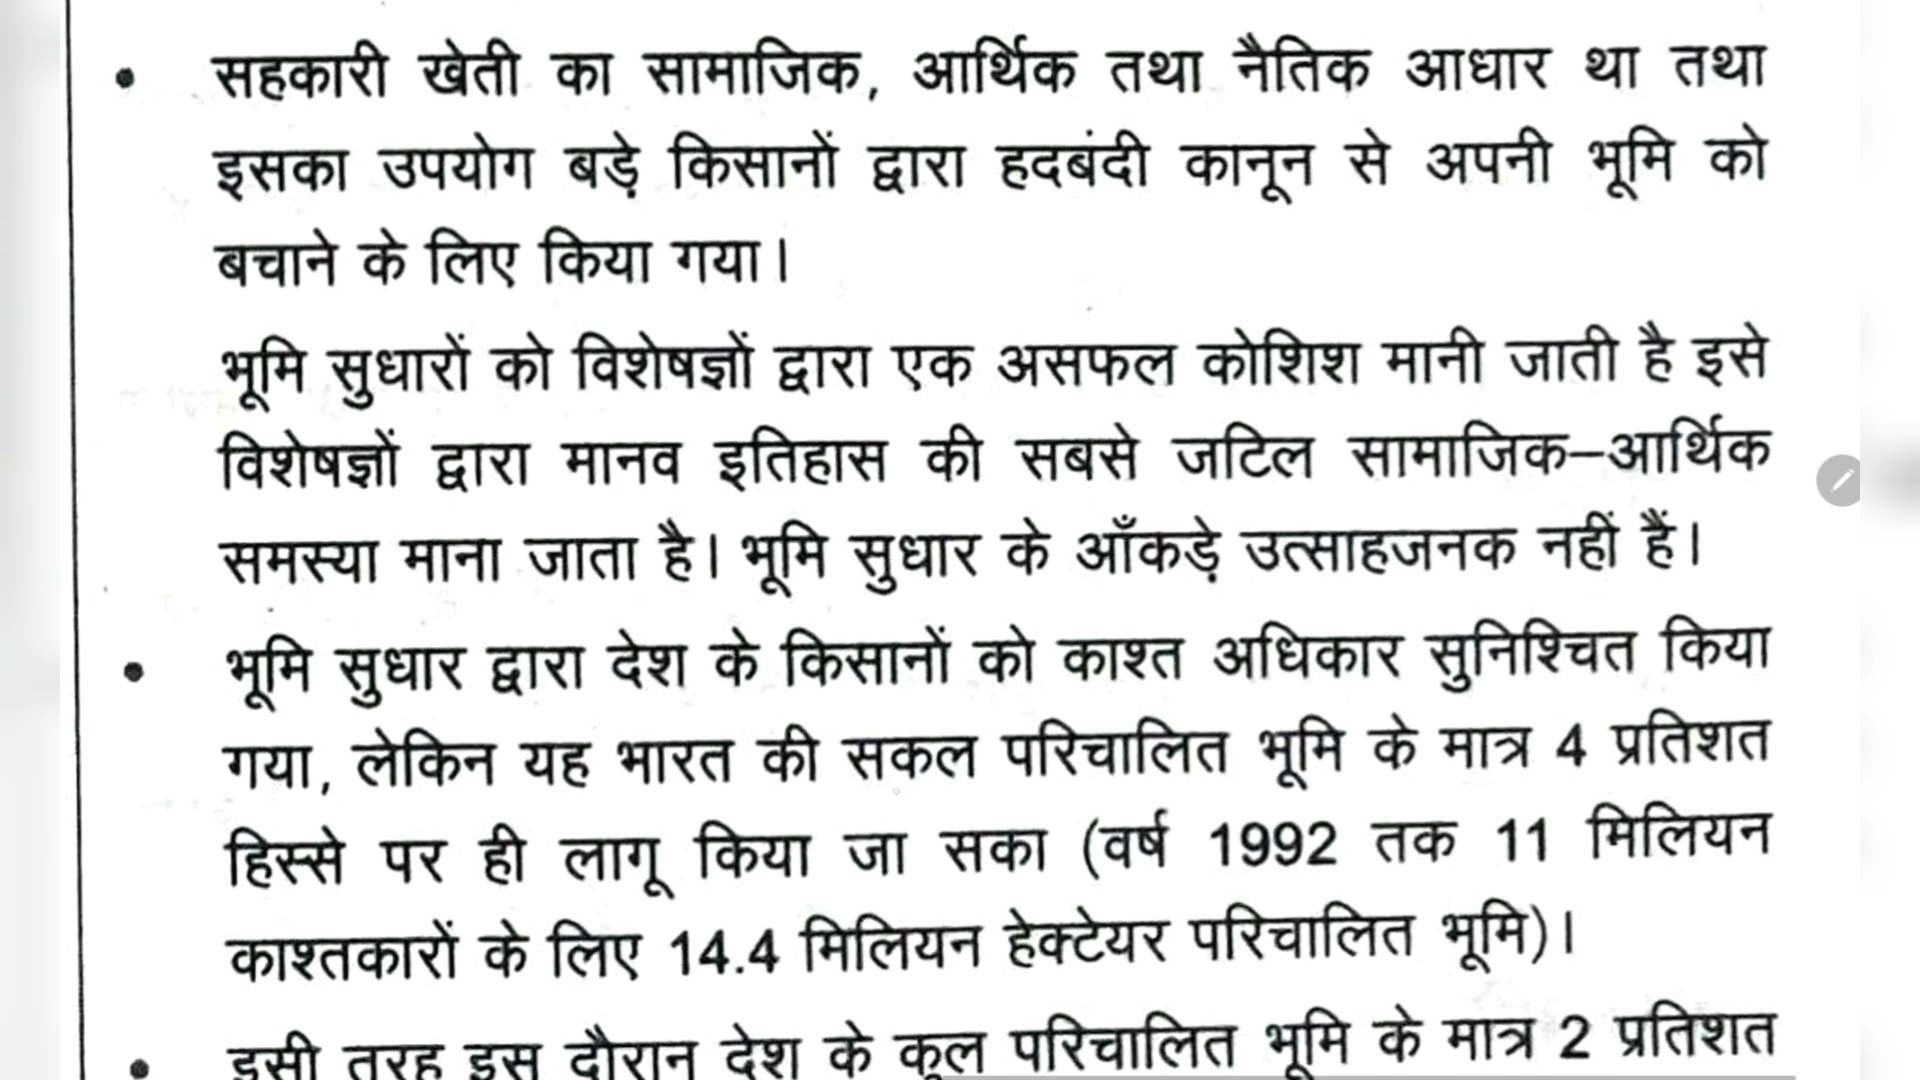 • सहकारी खेती का सामाजिक, आर्थिक तथा नैतिक आधार था तथा
इसका उपयोग बड़े किसानों द्वारा हदबंदी कानून से अपनी भूमि को
बचाने के लिए किया गया।
भूमि सुधारों को विशेषज्ञों द्वारा एक असफल कोशिश मानी जाती है इसे
विशेषज्ञों द्वारा मानव इतिहास की सबसे जटिल सामाजिक–आर्थिक
समस्या माना जाता है। भूमि सुधार के आँकड़े उत्साहजनक नहीं हैं।
• भूमि सुधार द्वारा देश के किसानों को काश्त अधिकार सुनिश्चित किया
गया, लेकिन यह भारत की सकल परिचालित भूमि के मात्र 4 प्रतिशत
हिस्से पर ही लागू किया जा सका (वर्ष 1992 तक 11 मिलियन
काश्तकारों के लिए 14.4 मिलियन हेक्टेयर परिचालित भूमि)।
• इसी तरह इस दौरान देश के कुल परिचालित भूमि के मात्र 2 प्रतिशत